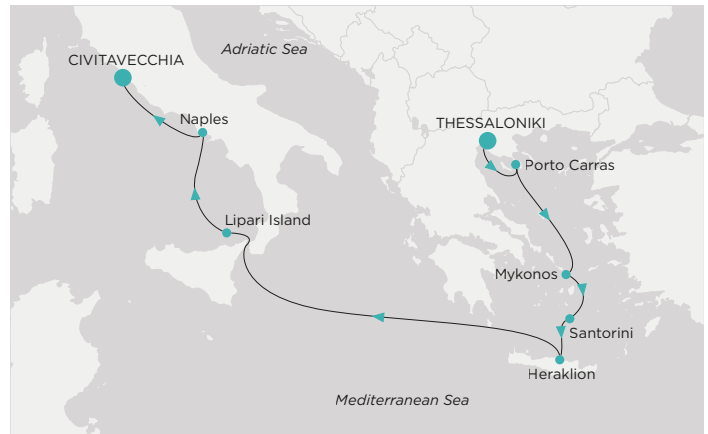 Adriatic Sea
CIVITAVECCHIA
Naples
THESSALONIKI
Porto Carras
Lipari Island
Mykonos
Santorini
Heraklion
Mediterranean Sea